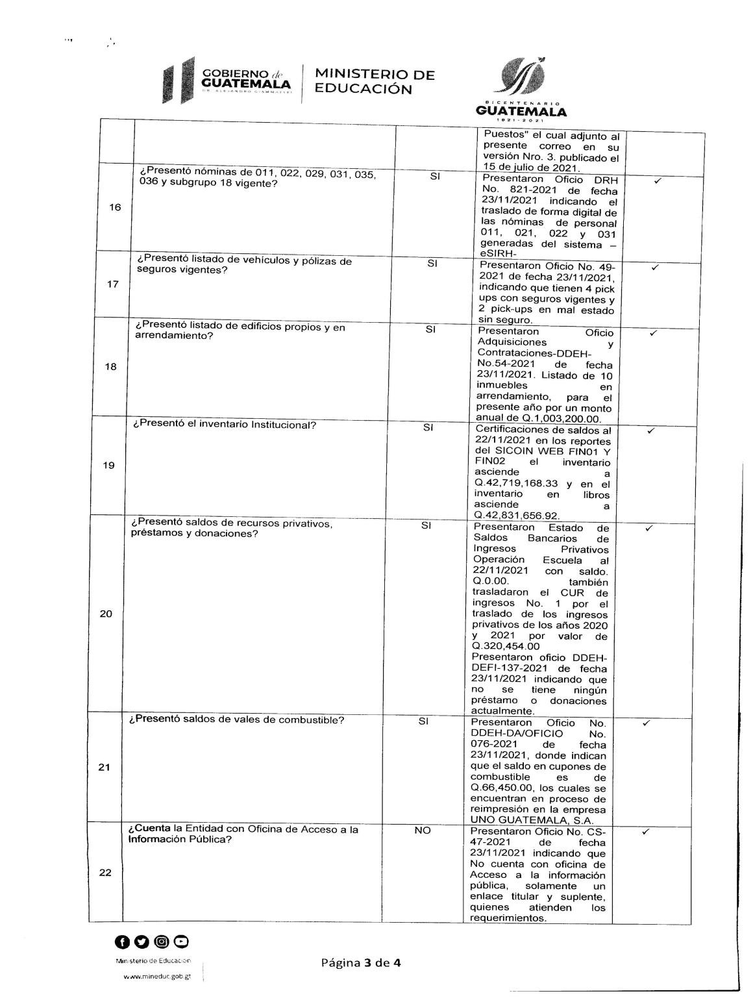 GOBIERNO de
GUATEMALA
DR. ALEJANDRO GIAMMATTEI
MINISTERIO DE
EDUCACIÓN
BICENTENARIO
GUATEMALA
1821-2021
Puestos" el cual adjunto al
presente correo en su
versión Nro. 3. publicado el
15 de julio de 2021.
16
¿Presentó nóminas de 011, 022, 029, 031, 035,
036 y subgrupo 18 vigente?
SI
Presentaron Oficio DRH
No. 821-2021 de fecha
23/11/2021 indicando el
traslado de forma digital de
las nóminas de personal
011, 021, 022 y 031
generadas del sistema –
eSIRH-
✓
17
¿Presentó listado de vehículos y pólizas de
seguros vigentes?
SI
Presentaron Oficio No. 49-
2021 de fecha 23/11/2021,
indicando que tienen 4 pick
ups con seguros vigentes y
2 pick-ups en mal estado
sin seguro.
✓
18
¿Presentó listado de edificios propios y en
arrendamiento?
SI
Presentaron Oficio
Adquisiciones y
Contrataciones-DDEH-
No.54-2021 de fecha
23/11/2021. Listado de 10
inmuebles en
arrendamiento, para el
presente año por un monto
anual de Q.1,003,200.00.
✓
19
¿Presentó el inventario Institucional?
SI
Certificaciones de saldos al
22/11/2021 en los reportes
del SICOIN WEB FIN01 Y
FIN02 el inventario
asciende a
Q.42,719,168.33 y en el
inventario en libros
asciende a
Q.42,831,656.92.
✓
20
¿Presentó saldos de recursos privativos,
préstamos y donaciones?
SI
Presentaron Estado de
Saldos Bancarios de
Ingresos Privativos
Operación Escuela al
22/11/2021 con saldo.
Q.0.00. también
trasladaron el CUR de
ingresos No. 1 por el
traslado de los ingresos
privativos de los años 2020
y 2021 por valor de
Q.320,454.00
Presentaron oficio DDEH-
DEFI-137-2021 de fecha
23/11/2021 indicando que
no se tiene ningún
préstamo o donaciones
actualmente.
✓
21
¿Presentó saldos de vales de combustible?
SI
Presentaron Oficio No.
DDEH-DA/OFICIO No.
076-2021 de fecha
23/11/2021, donde indican
que el saldo en cupones de
combustible es de
Q.66,450.00, los cuales se
encuentran en proceso de
reimpresión en la empresa
UNO GUATEMALA, S.A.
✓
22
¿Cuenta la Entidad con Oficina de Acceso a la
Información Pública?
NO
Presentaron Oficio No. CS-
47-2021 de fecha
23/11/2021 indicando que
No cuenta con oficina de
Acceso a la información
pública, solamente un
enlace titular y suplente,
quienes atienden los
requerimientos.
✓
Ministerio de Educación
www.mineduc.gob.gt
Página 3 de 4